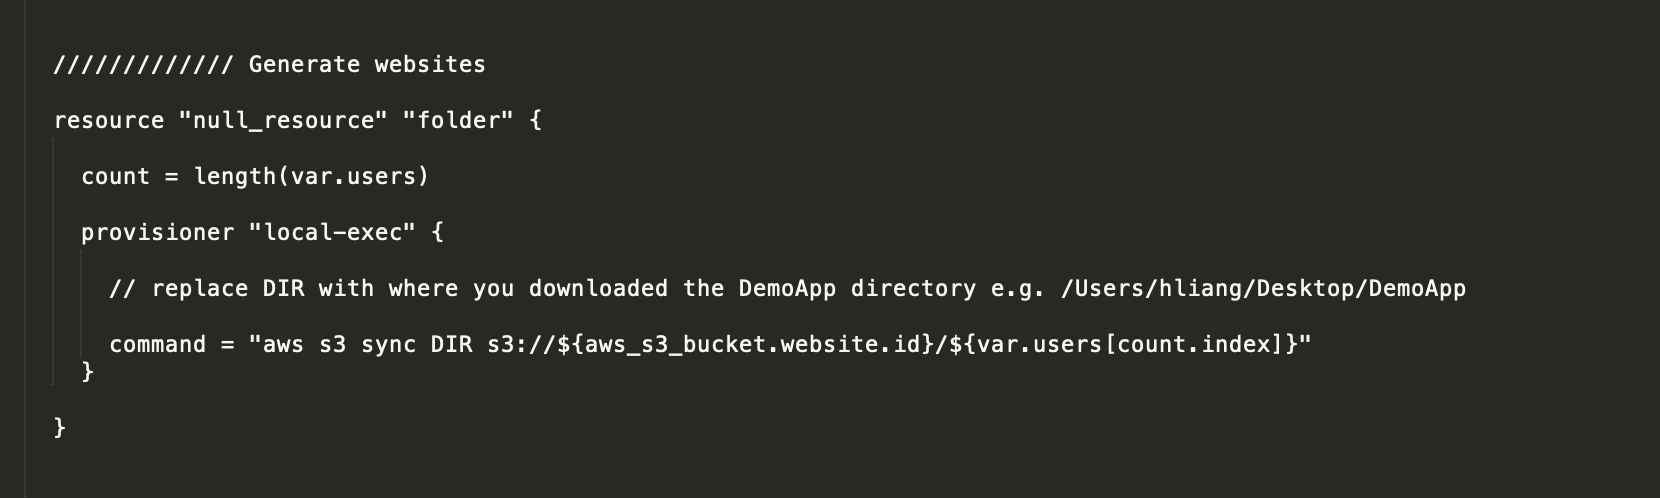 ///////////// Generate websites
resource "null_resource" "folder" {
count = length(var.users)
provisioner "local-exec" {
// replace DIR with where you downloaded the DemoApp directory e.g. /Users/hliang/Desktop/DemoApp
command = "aws s3 sync DIR s3://${aws_s3_bucket.website.id}/${var.users[count.index]}"
}
}